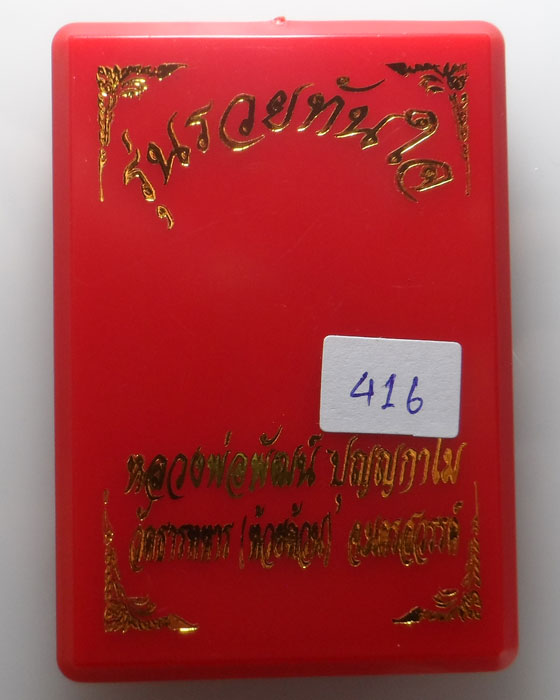 รุ่นรวยทันใจ
416
หลวงพ่อพัฒน์ ปุญญกาโม
วัดธารทหาร (ห้วยด้วน) จ.นครสวรรค์